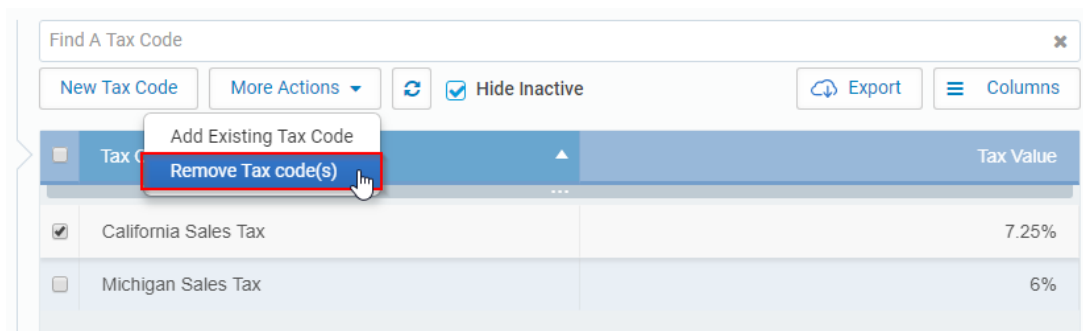 Find A Tax Code
New Tax Code More Actions Hide Inactive Export Columns
Add Existing Tax Code
Remove Tax code(s)
Tax Tax Value
California Sales Tax 7.25%
Michigan Sales Tax 6%